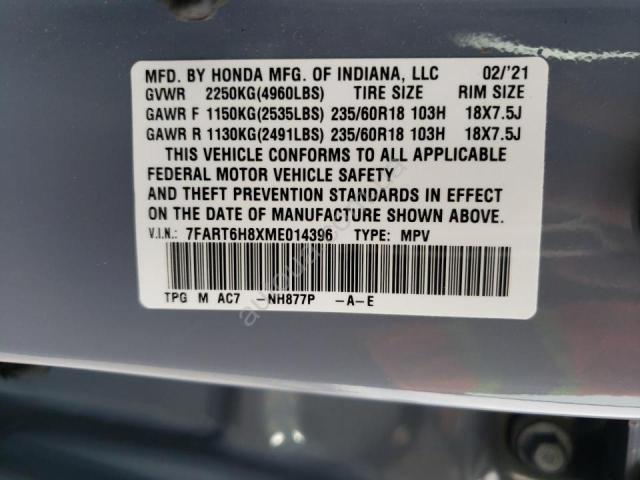 MFD. BY HONDA MFG. OF INDIANA, LLC 02/'21
GVWR 2250KG(4960LBS) TIRE SIZE RIM SIZE
GAWR F 1150KG(2535LBS) 235/60R18 103H 18X7.5J
GAWR R 1130KG(2491LBS) 235/60R18 103H 18X7.5J
THIS VEHICLE CONFORMS TO ALL APPLICABLE
FEDERAL MOTOR VEHICLE SAFETY
AND THEFT PREVENTION STANDARDS IN EFFECT
ON THE DATE OF MANUFACTURE SHOWN ABOVE.
V.I.N.: 7FART6H8XME014396 TYPE: MPV
TPG M AC7 -NH877P -A-E